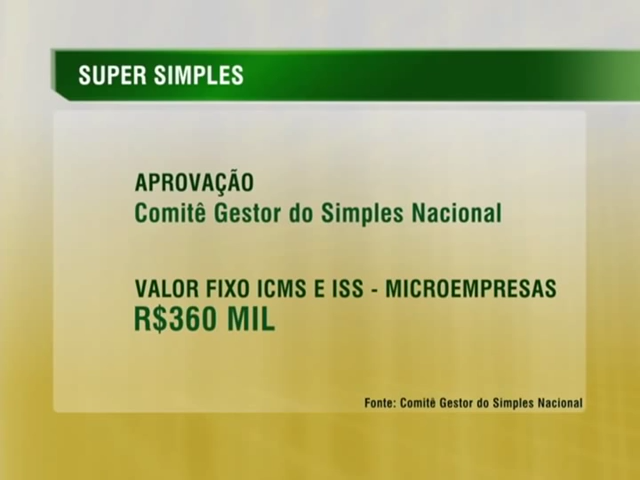 SUPER SIMPLES
APROVAÇÃO
Comitê Gestor do Simples Nacional
VALOR FIXO ICMS E ISS - MICROEMPRESAS
R$360 MIL
Fonte: Comitê Gestor do Simples Nacional